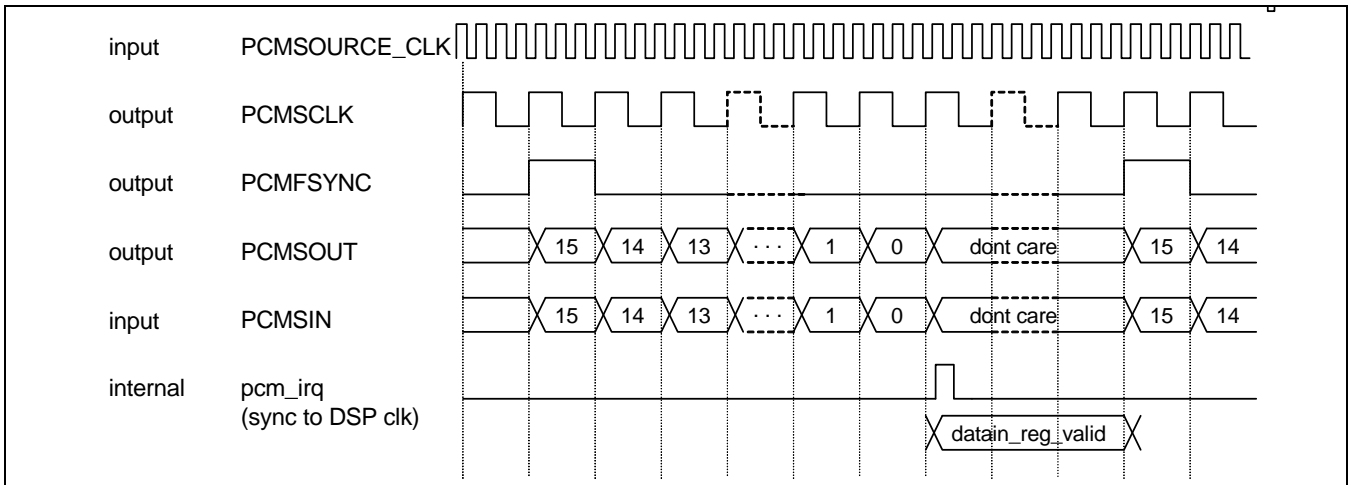 input PCMSOURCE_CLK
output PCMSCLK
output PCMFSYNC
output PCMSOUT 15 14 13 · · · 1 0 dont care 15 14
input PCMSIN 15 14 13 · · · 1 0 dont care 15 14
internal pcm_irq
(sync to DSP clk)
datain_reg_valid